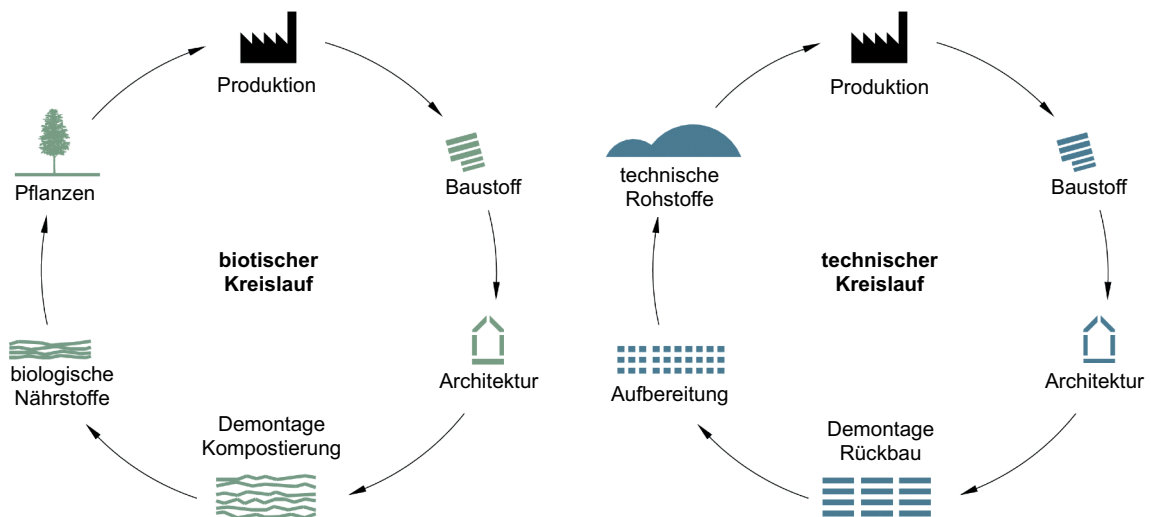 Produktion
Baustoff
Architektur
Demontage
Kompostierung
biologische
Nährstoffe
Pflanzen
biotischer
Kreislauf
Produktion
Baustoff
Architektur
Demontage
Rückbau
Aufbereitung
technische
Rohstoffe
technischer
Kreislauf